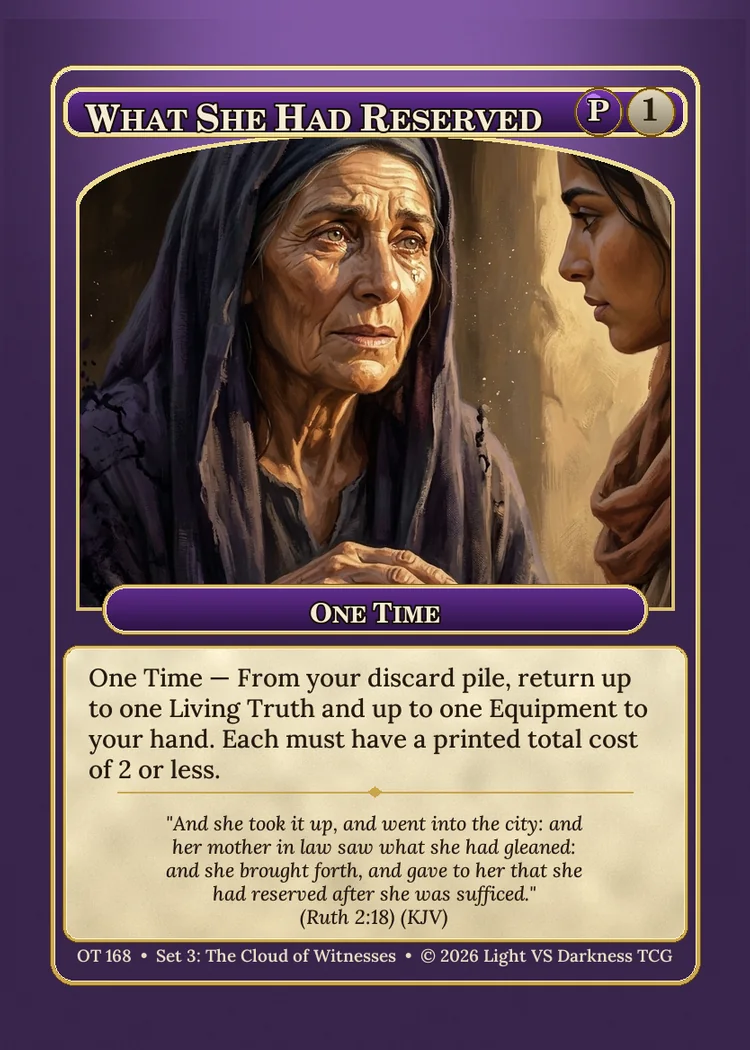 What She Had Reserved P 1
One Time
One Time — From your discard pile, return up
to one Living Truth and up to one Equipment to
your hand. Each must have a printed total cost
of 2 or less.
"And she took it up, and went into the city: and
her mother in law saw what she had gleaned:
and she brought forth, and gave to her that she
had reserved after she was sufficed."
(Ruth 2:18) (KJV)
OT 168 • Set 3: The Cloud of Witnesses • © 2026 Light VS Darkness TCG